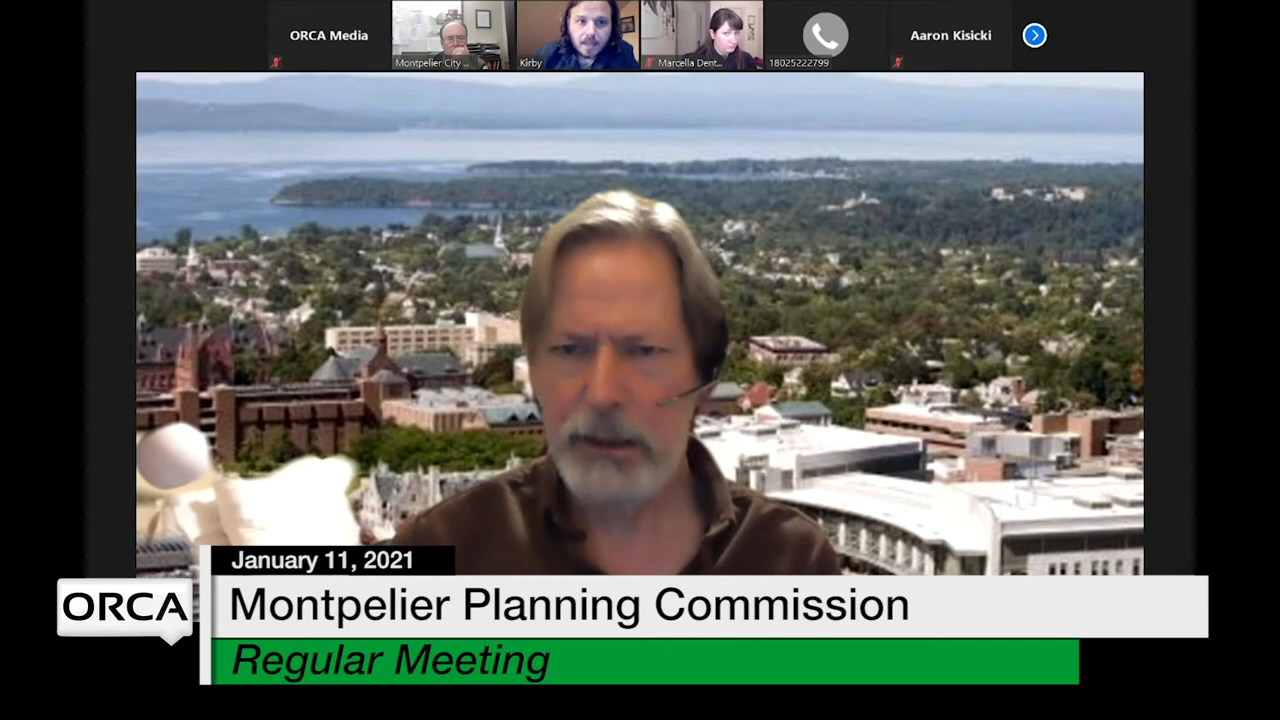 ORCA Media
Montpelier City ...
Kirby
Marcella Dent...
18025222799
Aaron Kisicki
January 11, 2021
ORCA
Montpelier Planning Commission
Regular Meeting